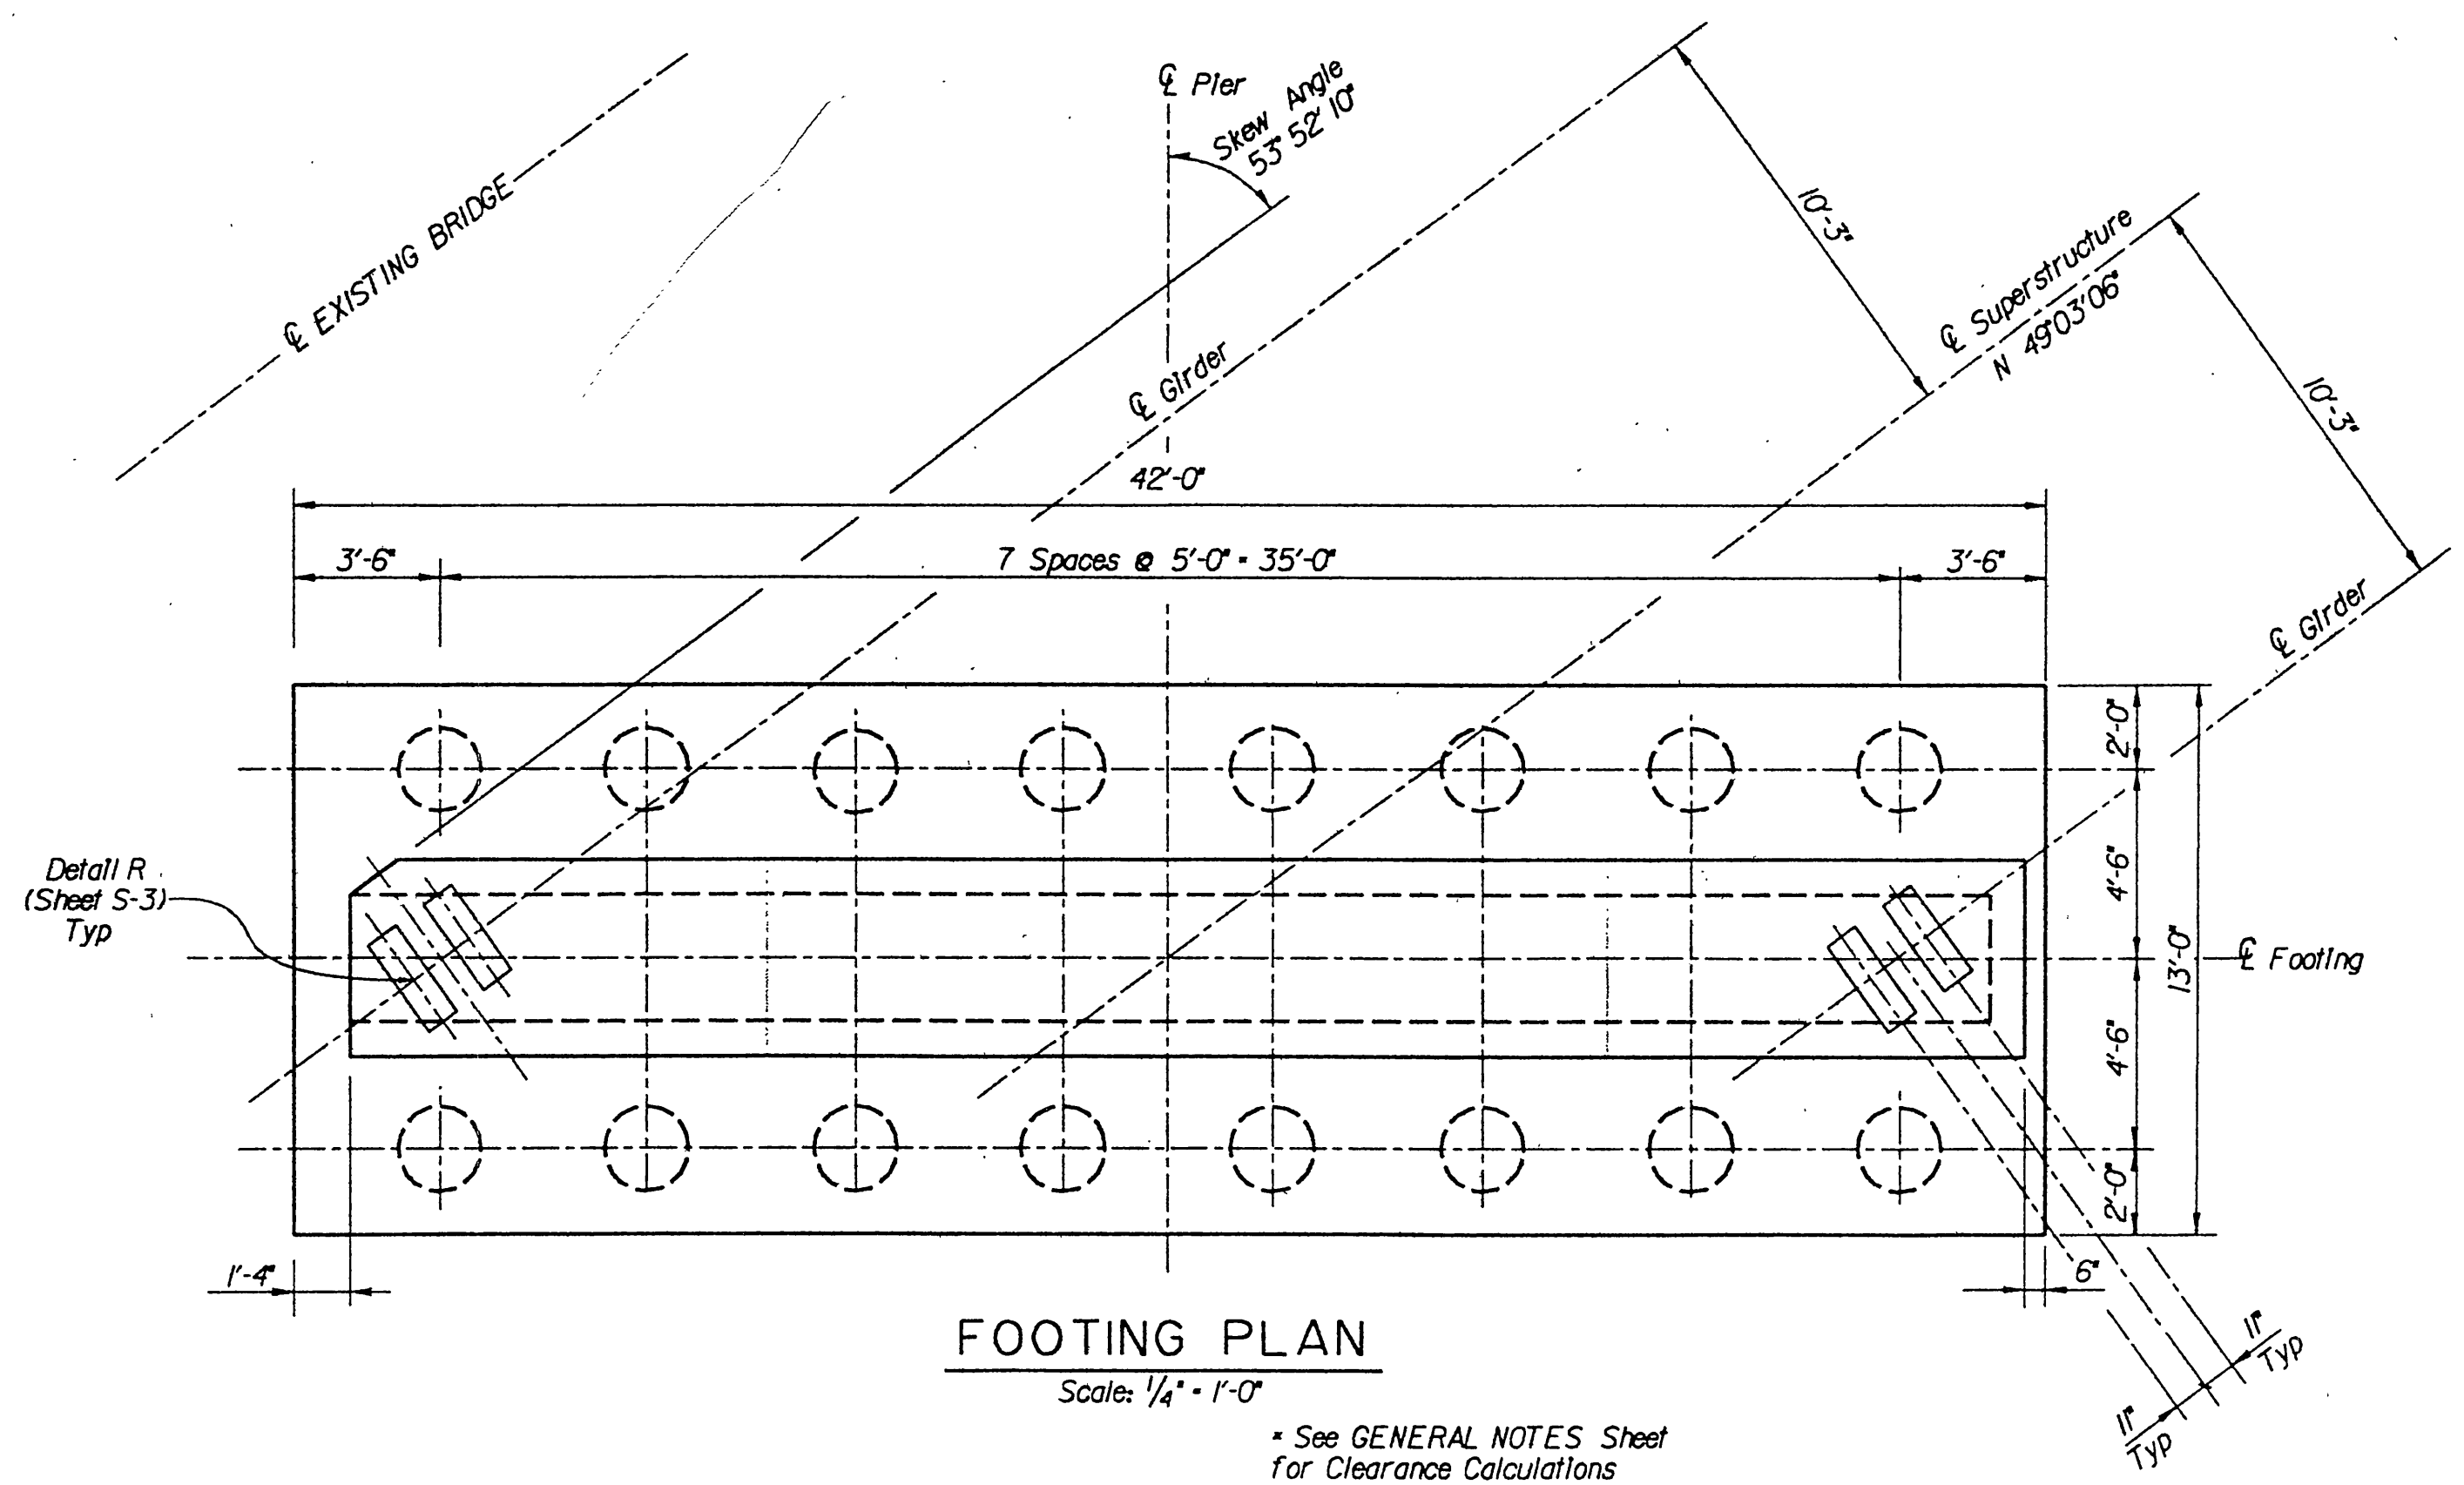 ℄ Pier
Skew Angle
53° 52' 10"
℄ EXISTING BRIDGE
10'-3"
℄ Superstructure
N 49°03'06"
10'-3"
℄ Girder
℄ Girder
42'-0"
3'-6"
7 Spaces @ 5'-0" = 35'-0"
3'-6"
2'-0"
4'-6"
13'-0"
4'-6"
2'-0"
Detail R
(Sheet S-3)
Typ
℄ Footing
1'-4"
6"
11"
Typ
11"
Typ
FOOTING PLAN
Scale: 1/4" = 1'-0"
* See GENERAL NOTES Sheet
for Clearance Calculations